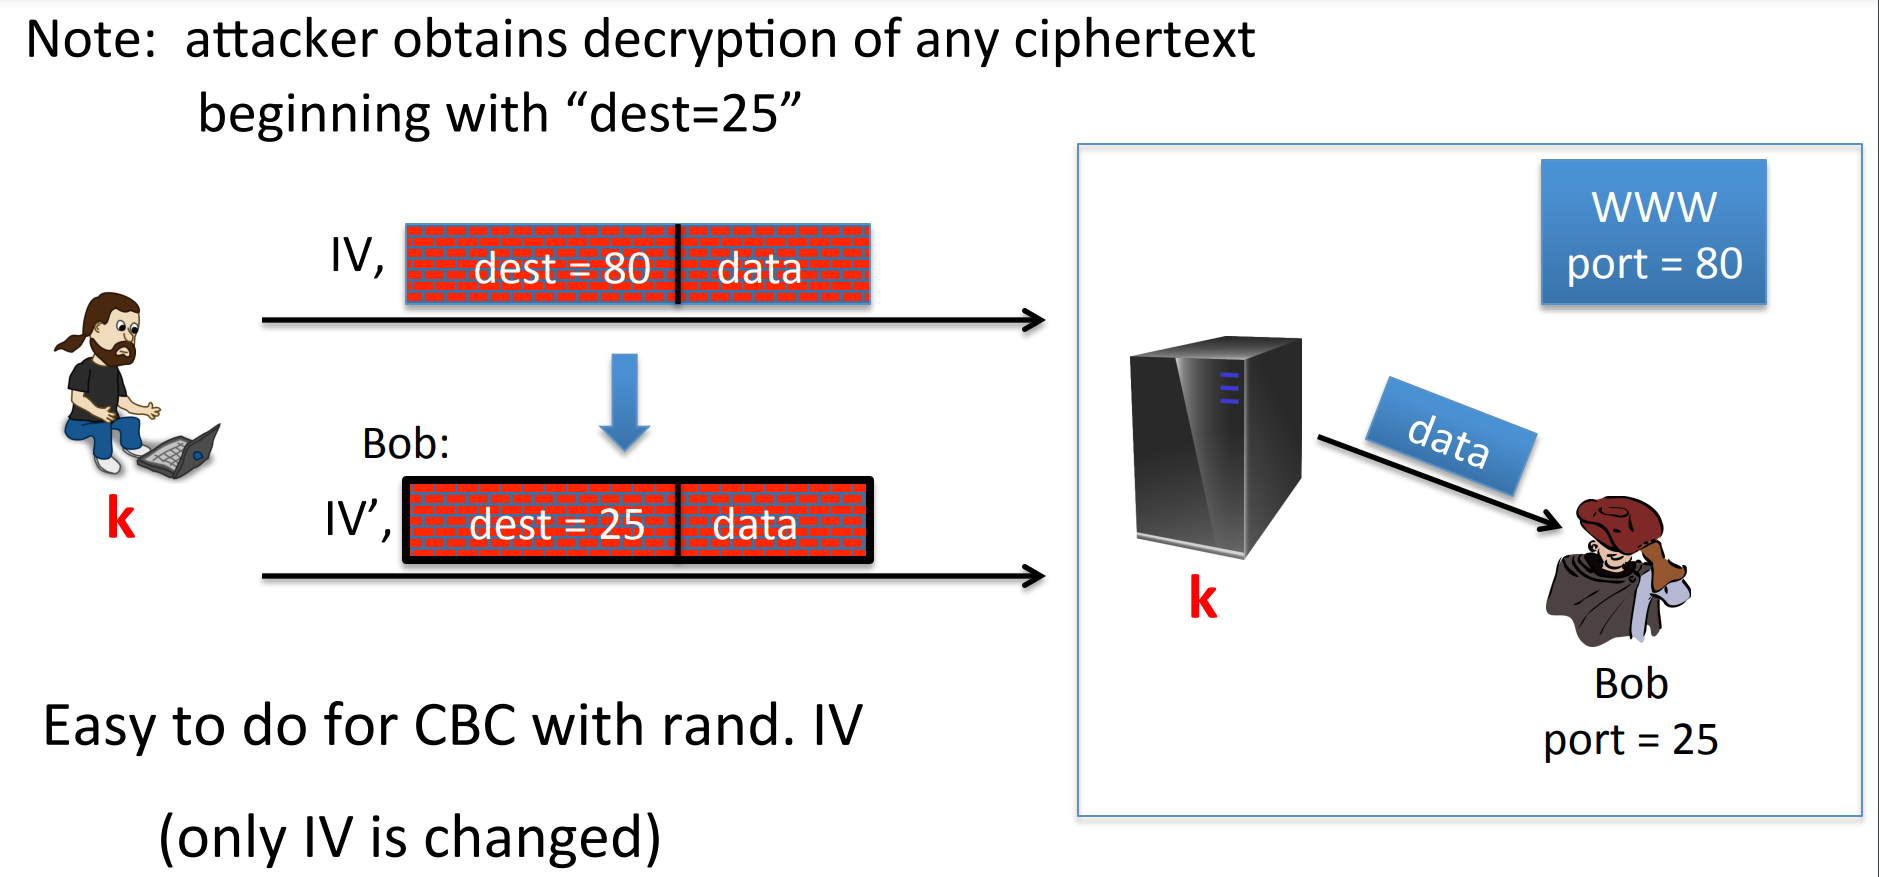 Note: attacker obtains decryption of any ciphertext
beginning with “dest=25”
IV,
dest = 80
data
WWW
port = 80
data
Bob:
IV’,
dest = 25
data
k
k
Bob
port = 25
Easy to do for CBC with rand. IV
(only IV is changed)